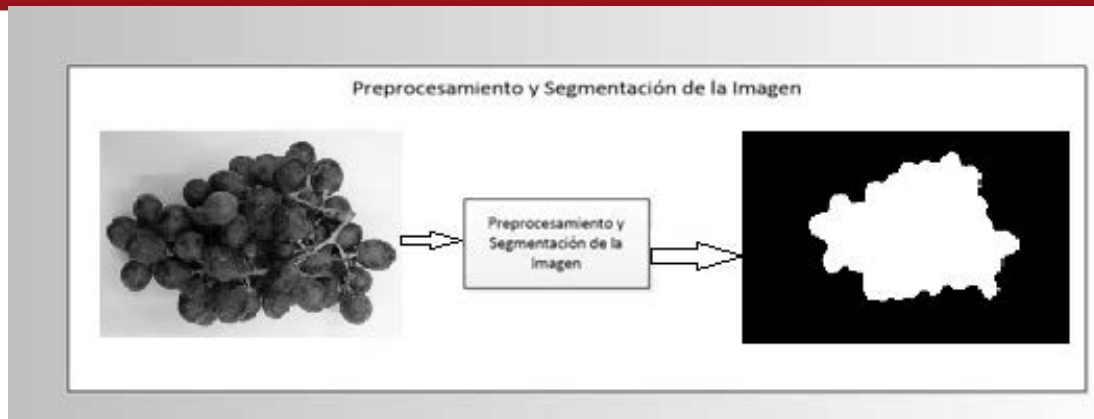 Preprocesamiento y Segmentación de la Imagen
Preprocesamiento y
Segmentación de la
Imagen